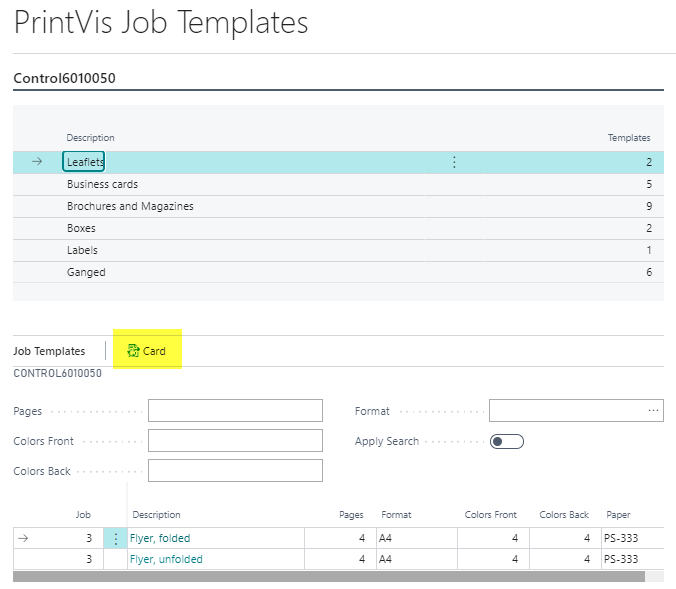 PrintVis Job Templates
Control6010050
Description Templates
Leaflets 2
Business cards 5
Brochures and Magazines 9
Boxes 2
Labels 1
Ganged 6
Job Templates Card
CONTROL6010050
Pages Format ...
Colors Front Apply Search
Colors Back
Job Description Pages Format Colors Front Colors Back Paper
3 Flyer, folded 4 A4 4 4 PS-333
3 Flyer, unfolded 4 A4 4 4 PS-333